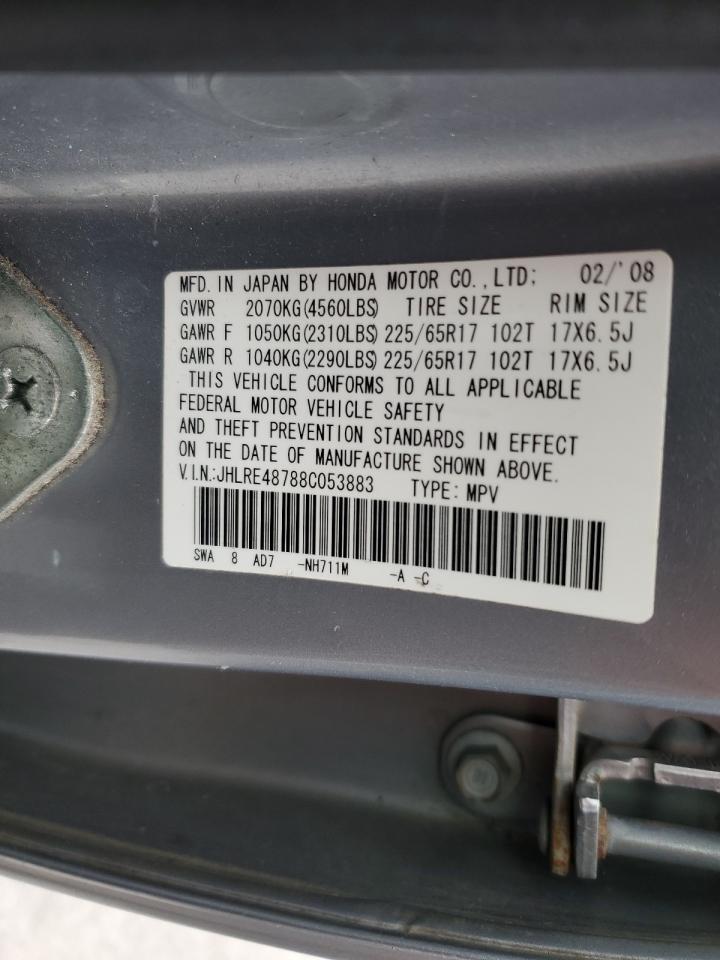 MFD. IN JAPAN BY HONDA MOTOR CO.,LTD; 02/'08
GVWR 2070KG(4560LBS) TIRE SIZE RIM SIZE
GAWR F 1050KG(2310LBS) 225/65R17 102T 17X6.5J
GAWR R 1040KG(2290LBS) 225/65R17 102T 17X6.5J
THIS VEHICLE CONFORMS TO ALL APPLICABLE
FEDERAL MOTOR VEHICLE SAFETY
AND THEFT PREVENTION STANDARDS IN EFFECT
ON THE DATE OF MANUFACTURE SHOWN ABOVE.
V.I.N.:JHLRE48788C053883 TYPE:MPV
SWA 8 AD7 -NH711M -A -C